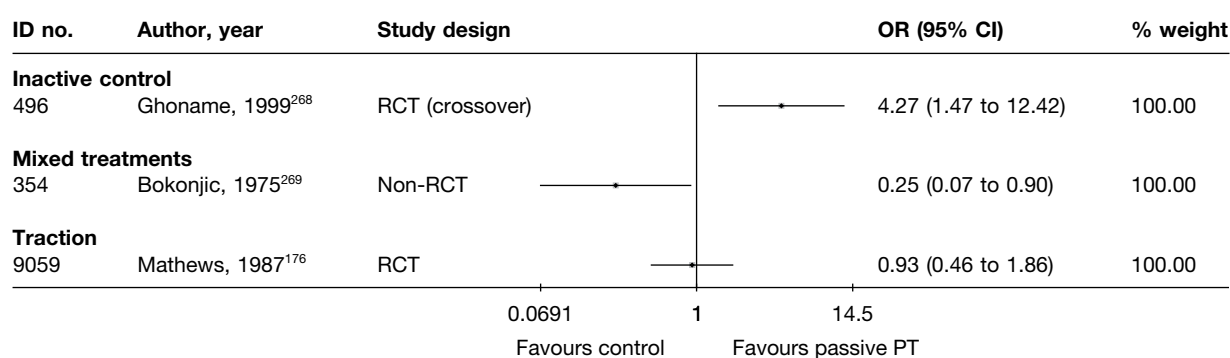 ID no. Author, year Study design OR (95% CI) % weight
Inactive control
496 Ghoname, 1999268 RCT (crossover) 4.27 (1.47 to 12.42) 100.00
Mixed treatments
354 Bokonjic, 1975269 Non-RCT 0.25 (0.07 to 0.90) 100.00
Traction
9059 Mathews, 1987176 RCT 0.93 (0.46 to 1.86) 100.00
0.0691 1 14.5
Favours control Favours passive PT